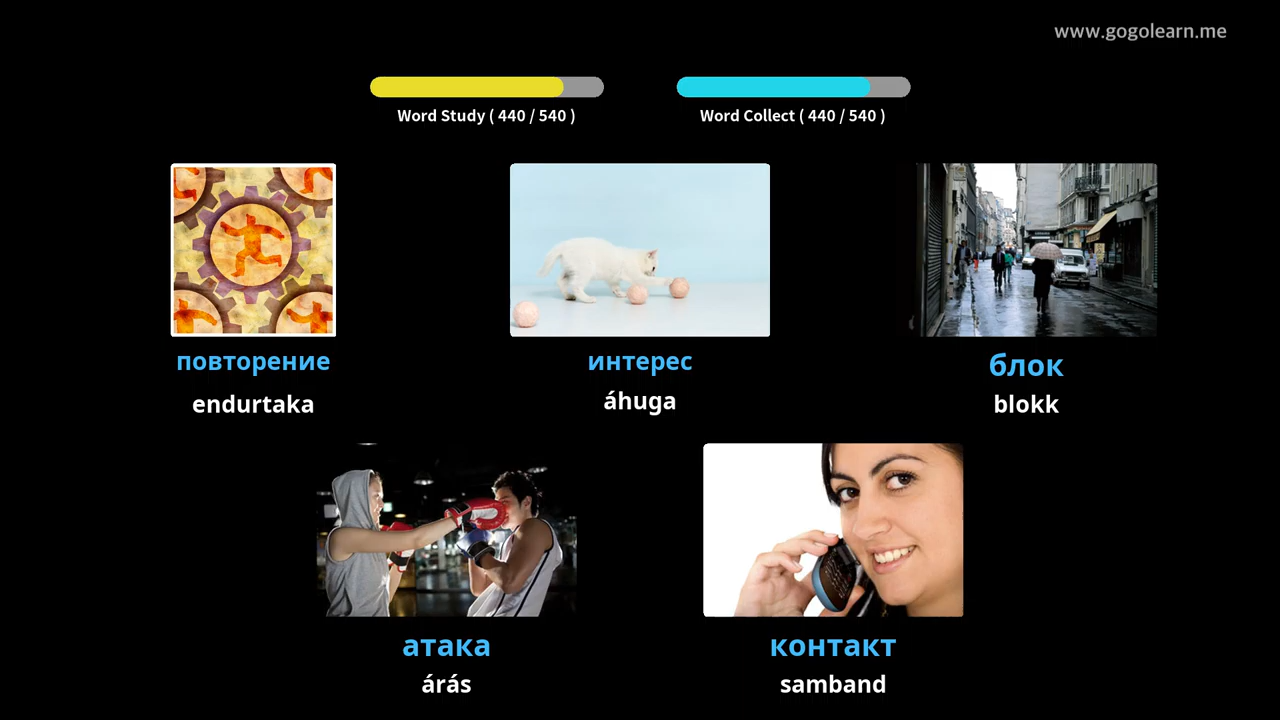 www.gogolearn.me
Word Study ( 440 / 540 )
Word Collect ( 440 / 540 )
повторение
endurtaka
интерес
áhuga
блок
blokk
атака
árás
контакт
samband